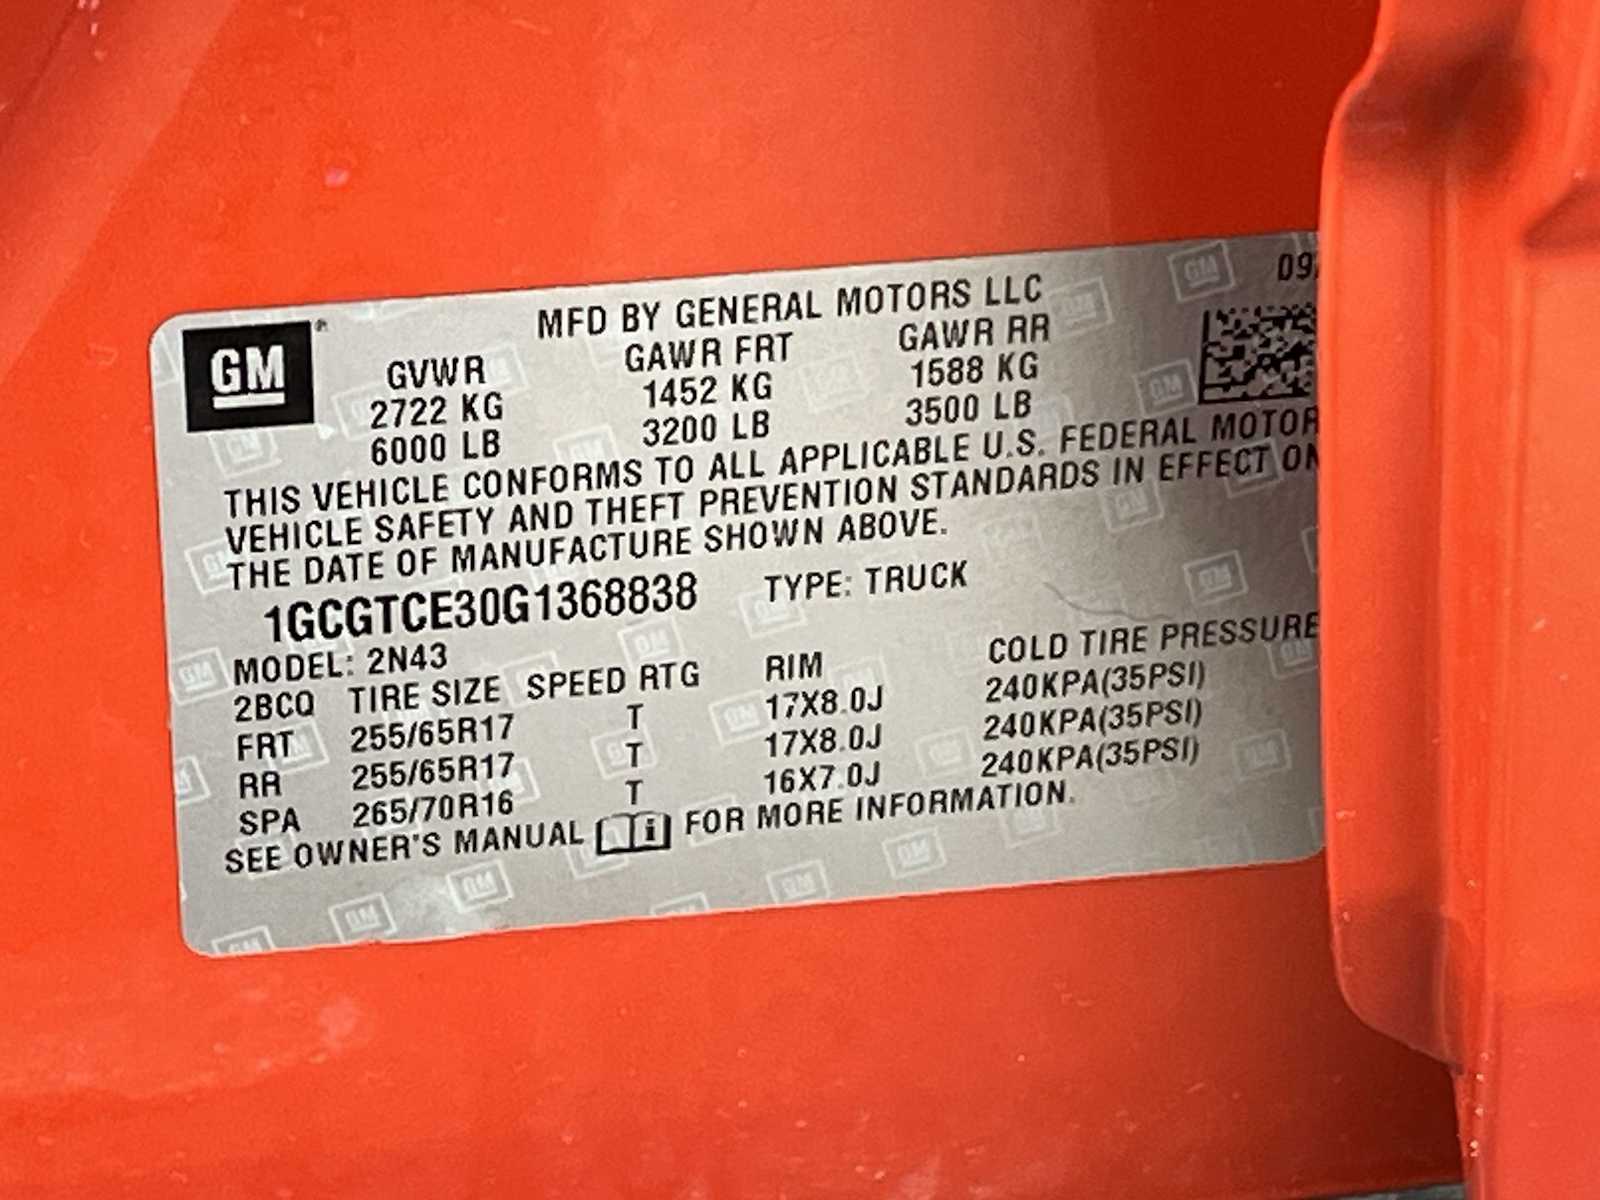 MFD BY GENERAL MOTORS LLC 09
GM
GVWR GAWR FRT GAWR RR
2722 KG 1452 KG 1588 KG
6000 LB 3200 LB 3500 LB
THIS VEHICLE CONFORMS TO ALL APPLICABLE U.S. FEDERAL MOTOR
VEHICLE SAFETY AND THEFT PREVENTION STANDARDS IN EFFECT ON
THE DATE OF MANUFACTURE SHOWN ABOVE.
1GCGTCE30G1368838 TYPE: TRUCK
MODEL: 2N43
2BCQ TIRE SIZE SPEED RTG RIM COLD TIRE PRESSURE
FRT 255/65R17 T 17X8.0J 240KPA(35PSI)
RR 255/65R17 T 17X8.0J 240KPA(35PSI)
SPA 265/70R16 T 16X7.0J 240KPA(35PSI)
SEE OWNER'S MANUAL i FOR MORE INFORMATION.